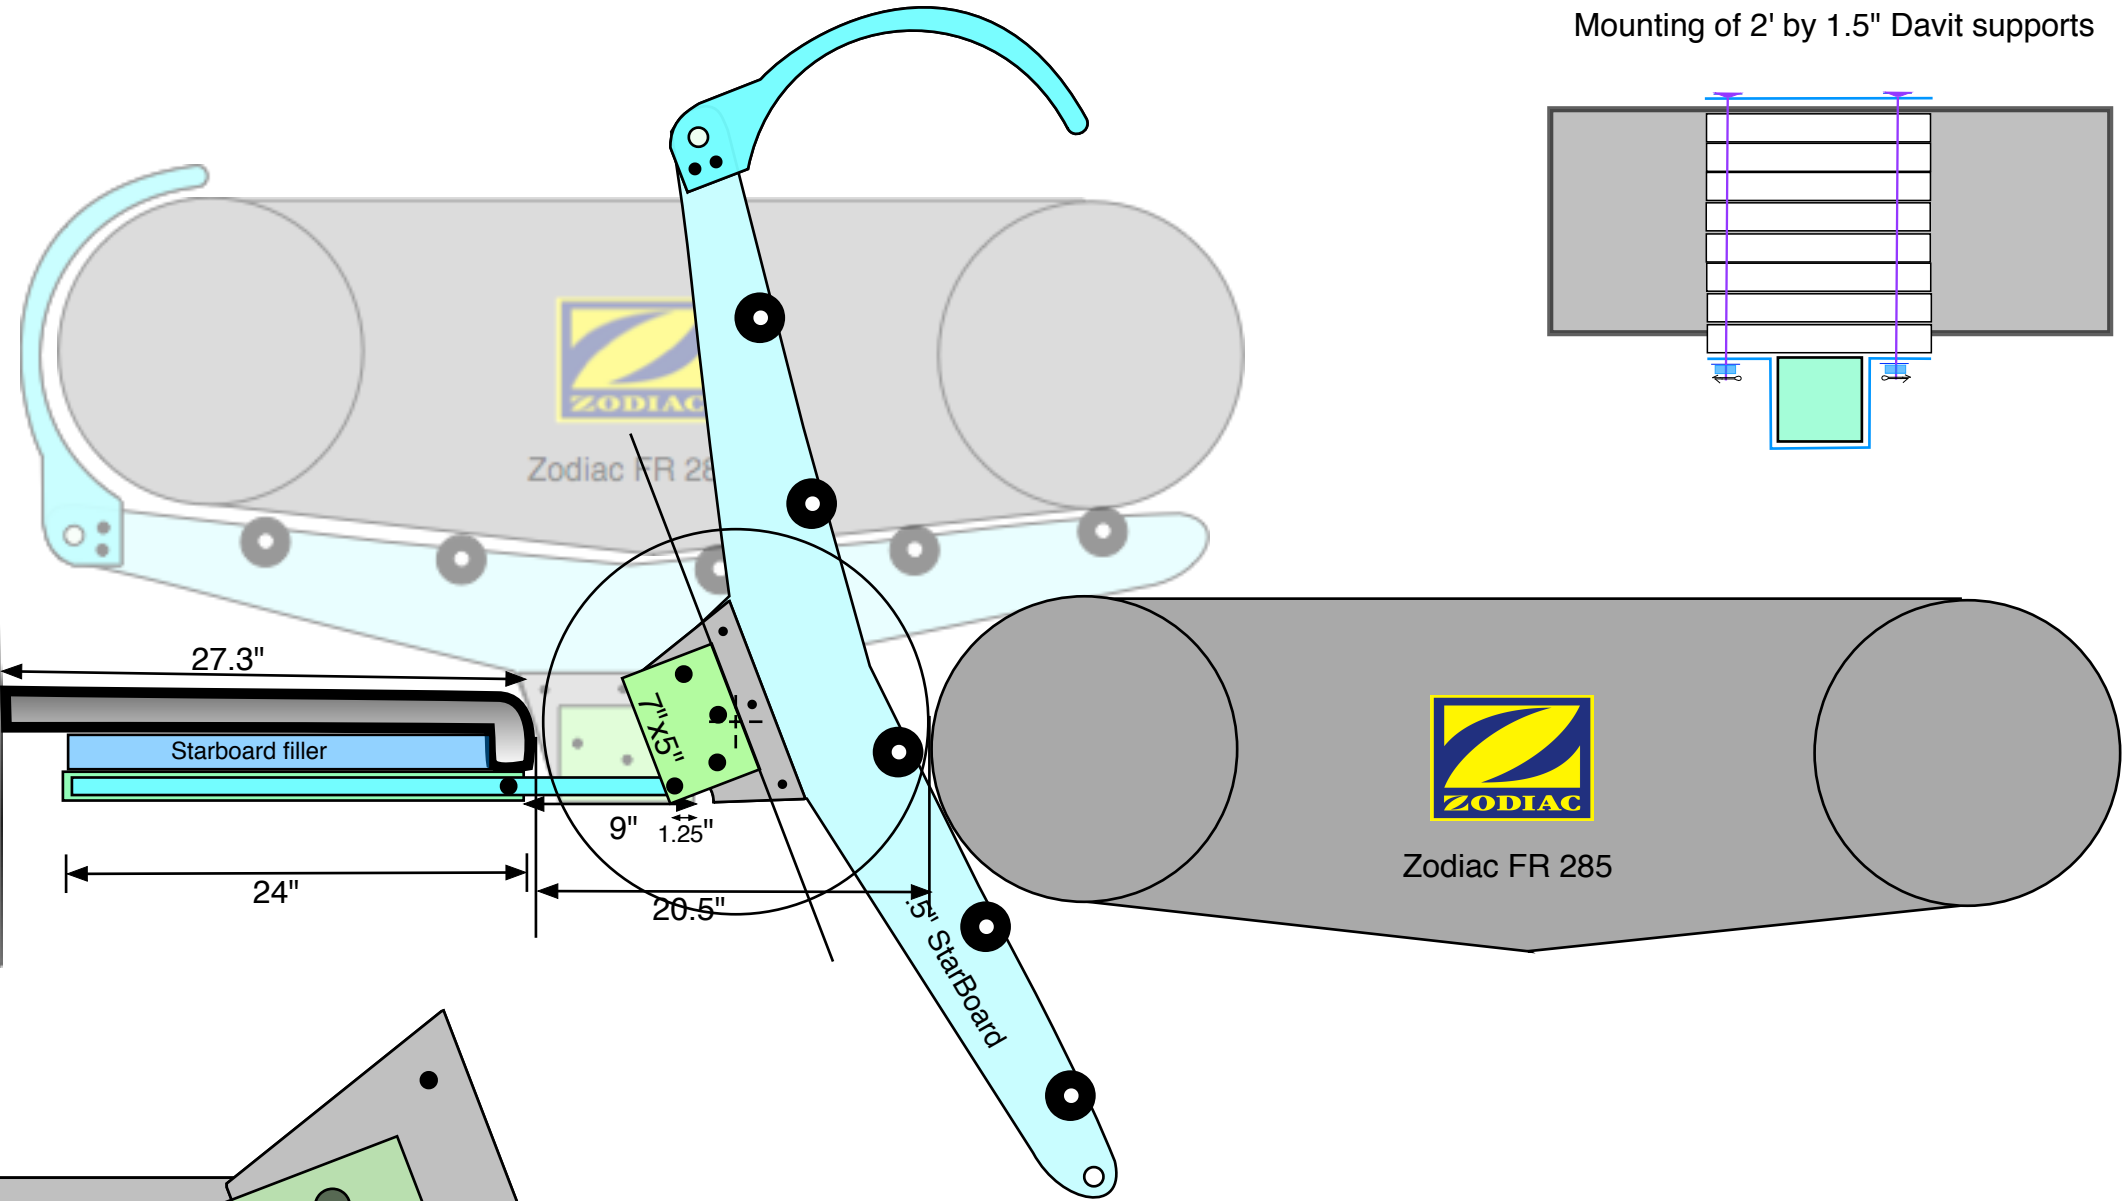 Mounting of 2' by 1.5" Davit supports
ZODIAC
Zodiac FR 28
27.3"
Starboard filler
7"x5"
9"
1.25"
24"
20.5"
.5" StarBoard
ZODIAC
Zodiac FR 285